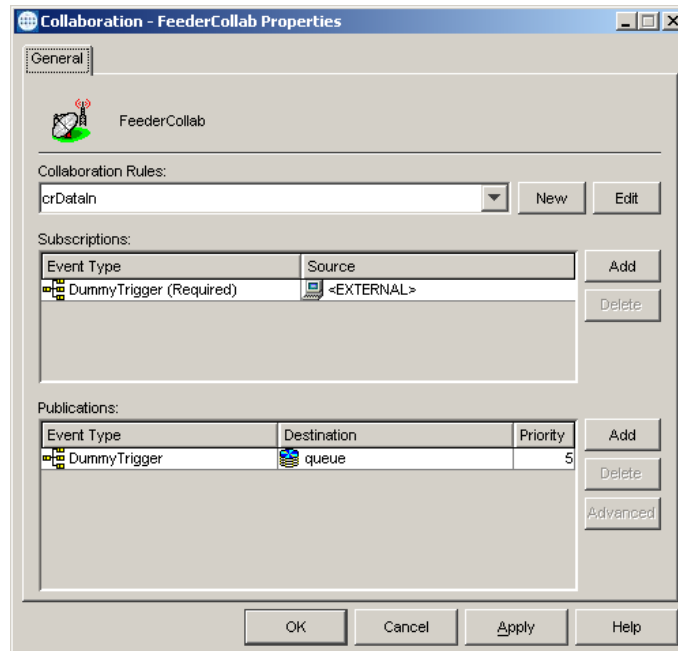 Collaboration - FeederCollab Properties
General
FeederCollab
Collaboration Rules:
crDataIn New Edit
Subscriptions:
Event Type Source Add
DummyTrigger (Required) <EXTERNAL>
Delete
Publications:
Event Type Destination Priority Add
DummyTrigger queue 5
Delete
Advanced
OK Cancel Apply Help